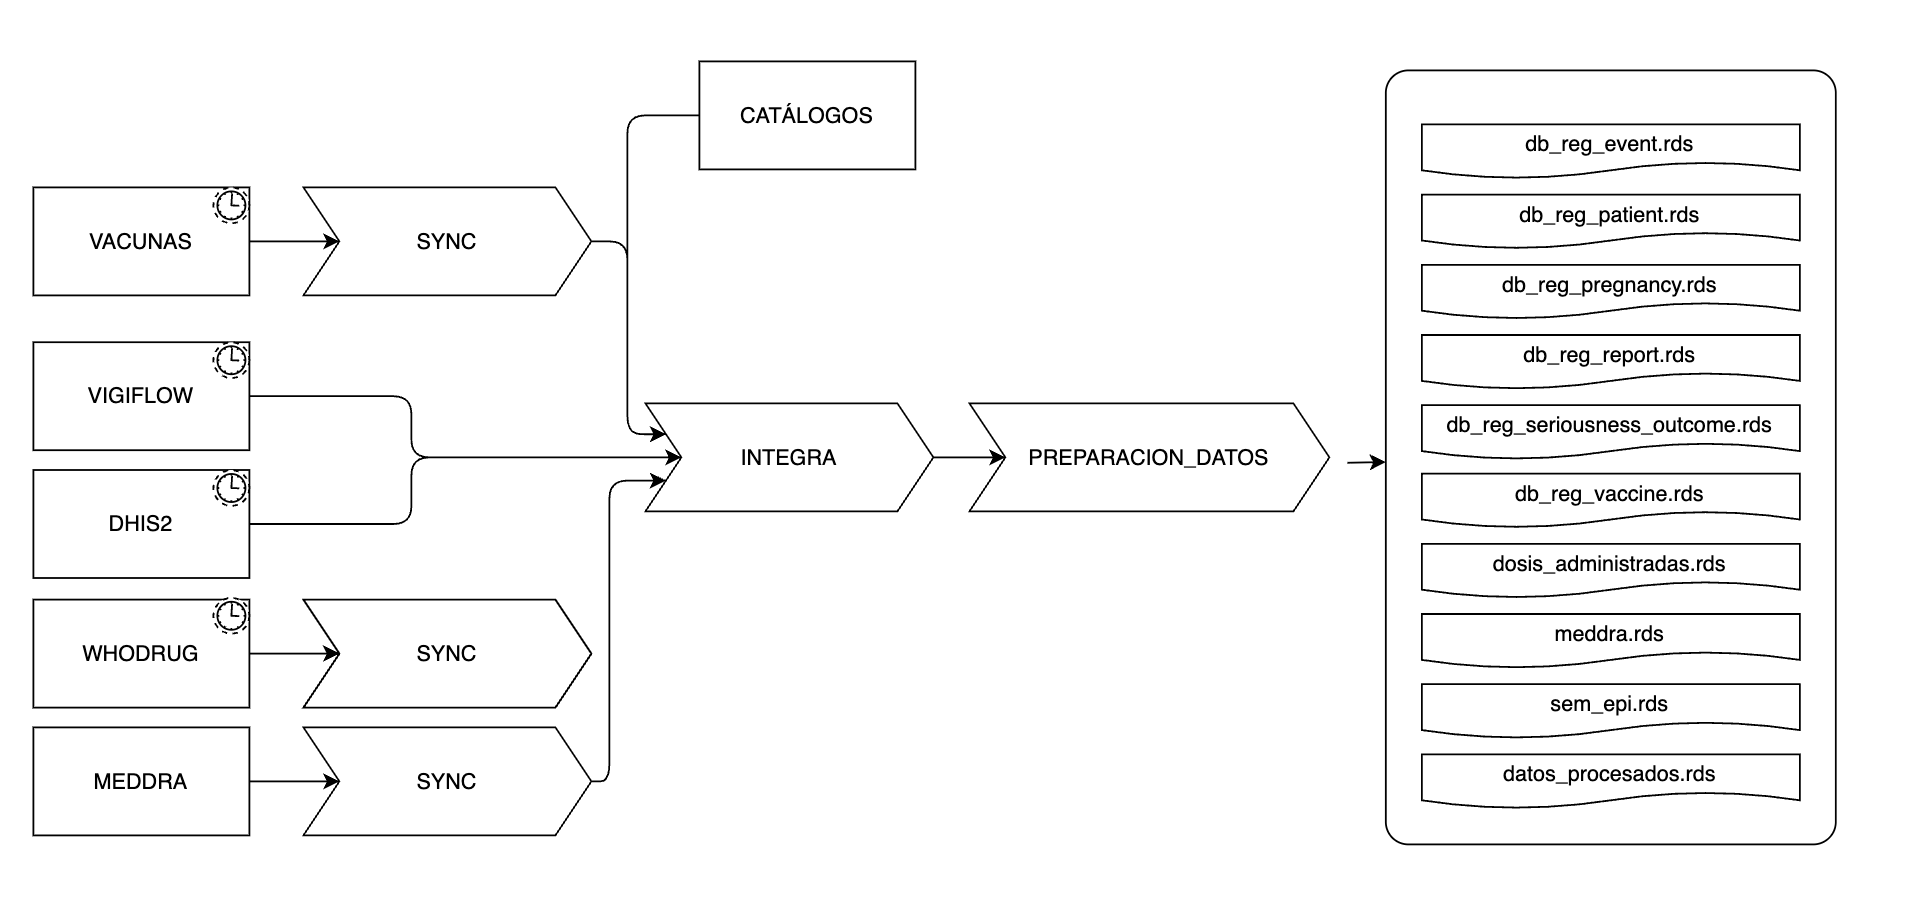 CATÁLOGOS
VACUNAS
SYNC
VIGIFLOW
DHIS2
WHODRUG
SYNC
MEDDRA
SYNC
INTEGRA
PREPARACION_DATOS
db_reg_event.rds
db_reg_patient.rds
db_reg_pregnancy.rds
db_reg_report.rds
db_reg_seriousness_outcome.rds
db_reg_vaccine.rds
dosis_administradas.rds
meddra.rds
sem_epi.rds
datos_procesados.rds